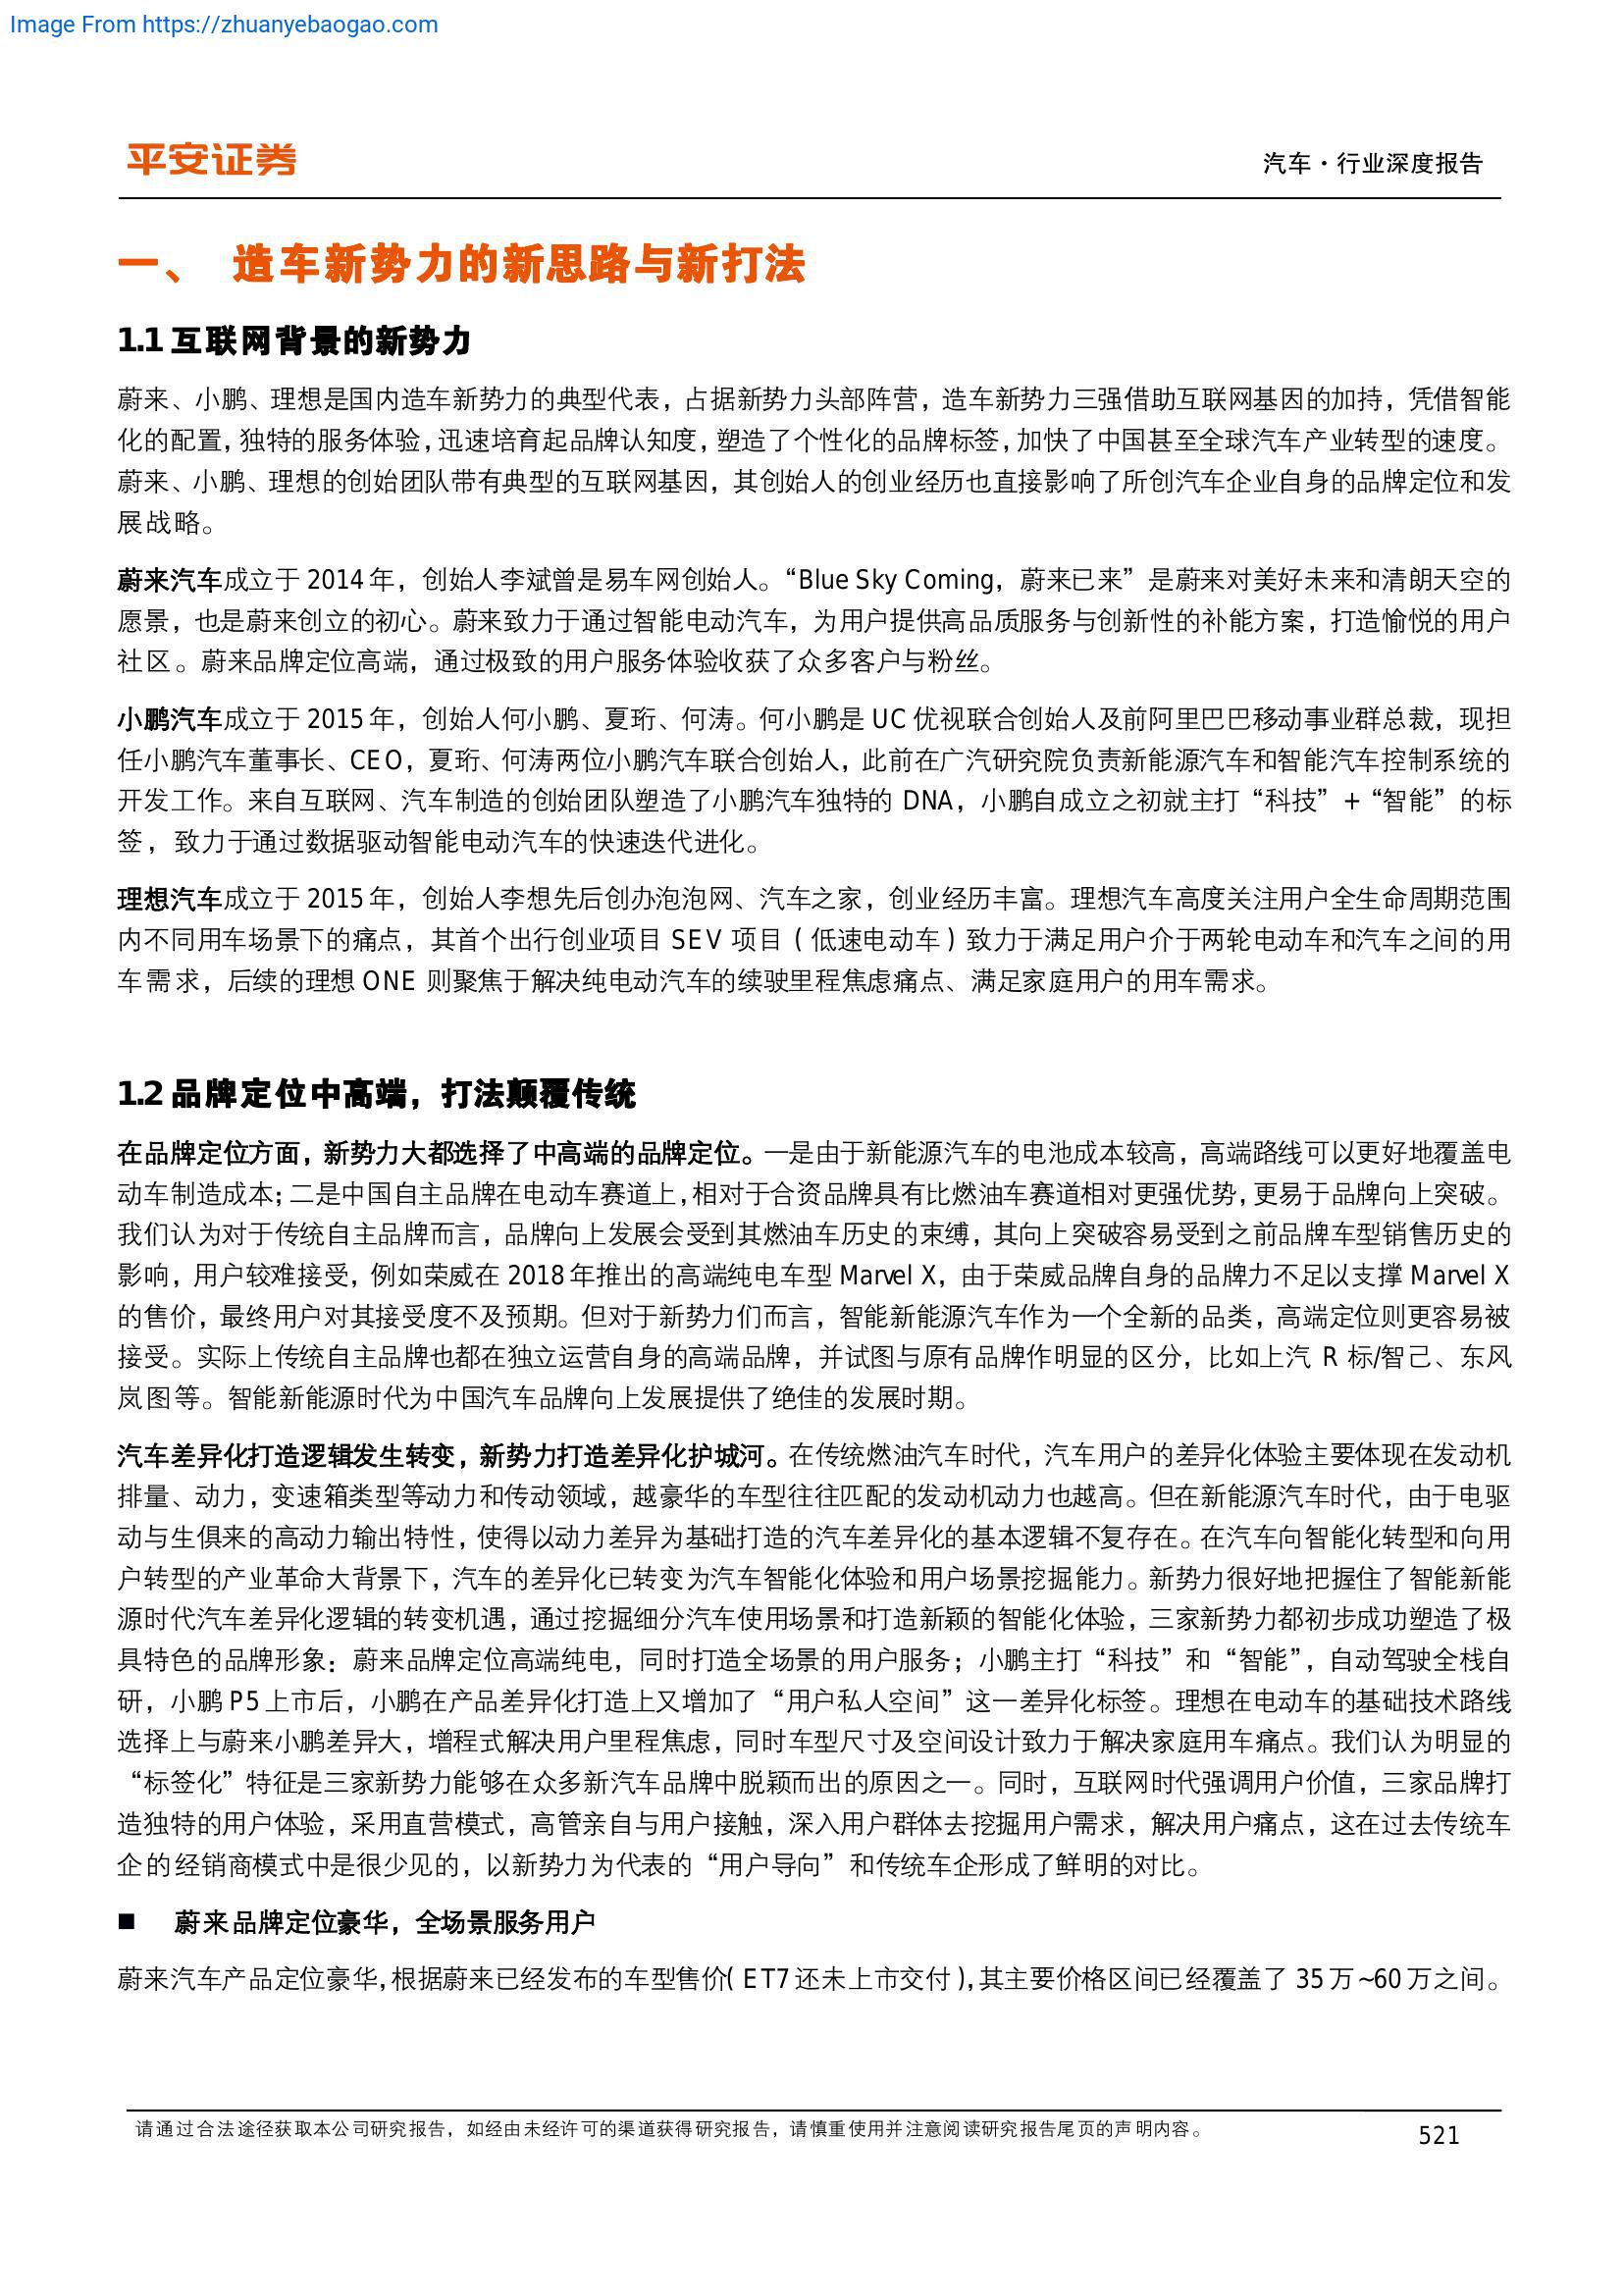 Image From https://zhuanyebaogao.com
平安证券
汽车·行业深度报告
一、 造车新势力的新思路与新打法
1.1 互联网背景的新势力
蔚来、小鹏、理想是国内造车新势力的典型代表，占据新势力头部阵营，造车新势力三强借助互联网基因的加持，凭借智能
化的配置，独特的服务体验，迅速培育起品牌认知度，塑造了个性化的品牌标签，加快了中国甚至全球汽车产业转型的速度。
蔚来、小鹏、理想的创始团队带有典型的互联网基因，其创始人的创业经历也直接影响了所创汽车企业自身的品牌定位和发
展战略。
蔚来汽车成立于 2014 年，创始人李斌曾是易车网创始人。“Blue Sky Coming，蔚来已来”是蔚来对美好未来和清朗天空的
愿景，也是蔚来创立的初心。蔚来致力于通过智能电动汽车，为用户提供高品质服务与创新性的补能方案，打造愉悦的用户
社区。蔚来品牌定位高端，通过极致的用户服务体验收获了众多客户与粉丝。
小鹏汽车成立于 2015 年，创始人何小鹏、夏珩、何涛。何小鹏是 UC 优视联合创始人及前阿里巴巴移动事业群总裁，现担
任小鹏汽车董事长、CEO，夏珩、何涛两位小鹏汽车联合创始人，此前在广汽研究院负责新能源汽车和智能汽车控制系统的
开发工作。来自互联网、汽车制造的创始团队塑造了小鹏汽车独特的 DNA，小鹏自成立之初就主打“科技”+“智能”的标
签，致力于通过数据驱动智能电动汽车的快速迭代进化。
理想汽车成立于 2015 年，创始人李想先后创办泡泡网、汽车之家，创业经历丰富。理想汽车高度关注用户全生命周期范围
内不同用车场景下的痛点，其首个出行创业项目 SEV 项目（低速电动车）致力于满足用户介于两轮电动车和汽车之间的用
车需求，后续的理想 ONE 则聚焦于解决纯电动汽车的续驶里程焦虑痛点、满足家庭用户的用车需求。
1.2 品牌定位中高端，打法颠覆传统
在品牌定位方面，新势力大都选择了中高端的品牌定位。一是由于新能源汽车的电池成本较高，高端路线可以更好地覆盖电
动车制造成本；二是中国自主品牌在电动车赛道上，相对于合资品牌具有比燃油车赛道相对更强优势，更易于品牌向上突破。
我们认为对于传统自主品牌而言，品牌向上发展会受到其燃油车历史的束缚，其向上突破容易受到之前品牌车型销售历史的
影响，用户较难接受，例如荣威在 2018 年推出的高端纯电车型 Marvel X，由于荣威品牌自身的品牌力不足以支撑 Marvel X
的售价，最终用户对其接受度不及预期。但对于新势力们而言，智能新能源汽车作为一个全新的品类，高端定位则更容易被
接受。实际上传统自主品牌也都在独立运营自身的高端品牌，并试图与原有品牌作明显的区分，比如上汽 R 标/智己、东风
岚图等。智能新能源时代为中国汽车品牌向上发展提供了绝佳的发展时期。
汽车差异化打造逻辑发生转变，新势力打造差异化护城河。在传统燃油汽车时代，汽车用户的差异化体验主要体现在发动机
排量、动力，变速箱类型等动力和传动领域，越豪华的车型往往匹配的发动机动力也越高。但在新能源汽车时代，由于电驱
动与生俱来的高动力输出特性，使得以动力差异为基础打造的汽车差异化的基本逻辑不复存在。在汽车向智能化转型和向用
户转型的产业革命大背景下，汽车的差异化已转变为汽车智能化体验和用户场景挖掘能力。新势力很好地把握住了智能新能
源时代汽车差异化逻辑的转变机遇，通过挖掘细分汽车使用场景和打造新颖的智能化体验，三家新势力都初步成功塑造了极
具特色的品牌形象：蔚来品牌定位高端纯电，同时打造全场景的用户服务；小鹏主打“科技”和“智能”，自动驾驶全栈自
研，小鹏 P5 上市后，小鹏在产品差异化打造上又增加了“用户私人空间”这一差异化标签。理想在电动车的基础技术路线
选择上与蔚来小鹏差异大，增程式解决用户里程焦虑，同时车型尺寸及空间设计致力于解决家庭用车痛点。我们认为明显的
“标签化”特征是三家新势力能够在众多新汽车品牌中脱颖而出的原因之一。同时，互联网时代强调用户价值，三家品牌打
造独特的用户体验，采用直营模式，高管亲自与用户接触，深入用户群体去挖掘用户需求，解决用户痛点，这在过去传统车
企的经销商模式中是很少见的，以新势力为代表的“用户导向”和传统车企形成了鲜明的对比。
■ 蔚来品牌定位豪华，全场景服务用户
蔚来汽车产品定位豪华，根据蔚来已经发布的车型售价（ET7 还未上市交付），其主要价格区间已经覆盖了 35 万~60 万之间。
请通过合法途径获取本公司研究报告，如经由未经许可的渠道获得研究报告，请慎重使用并注意阅读研究报告尾页的声明内容。
521